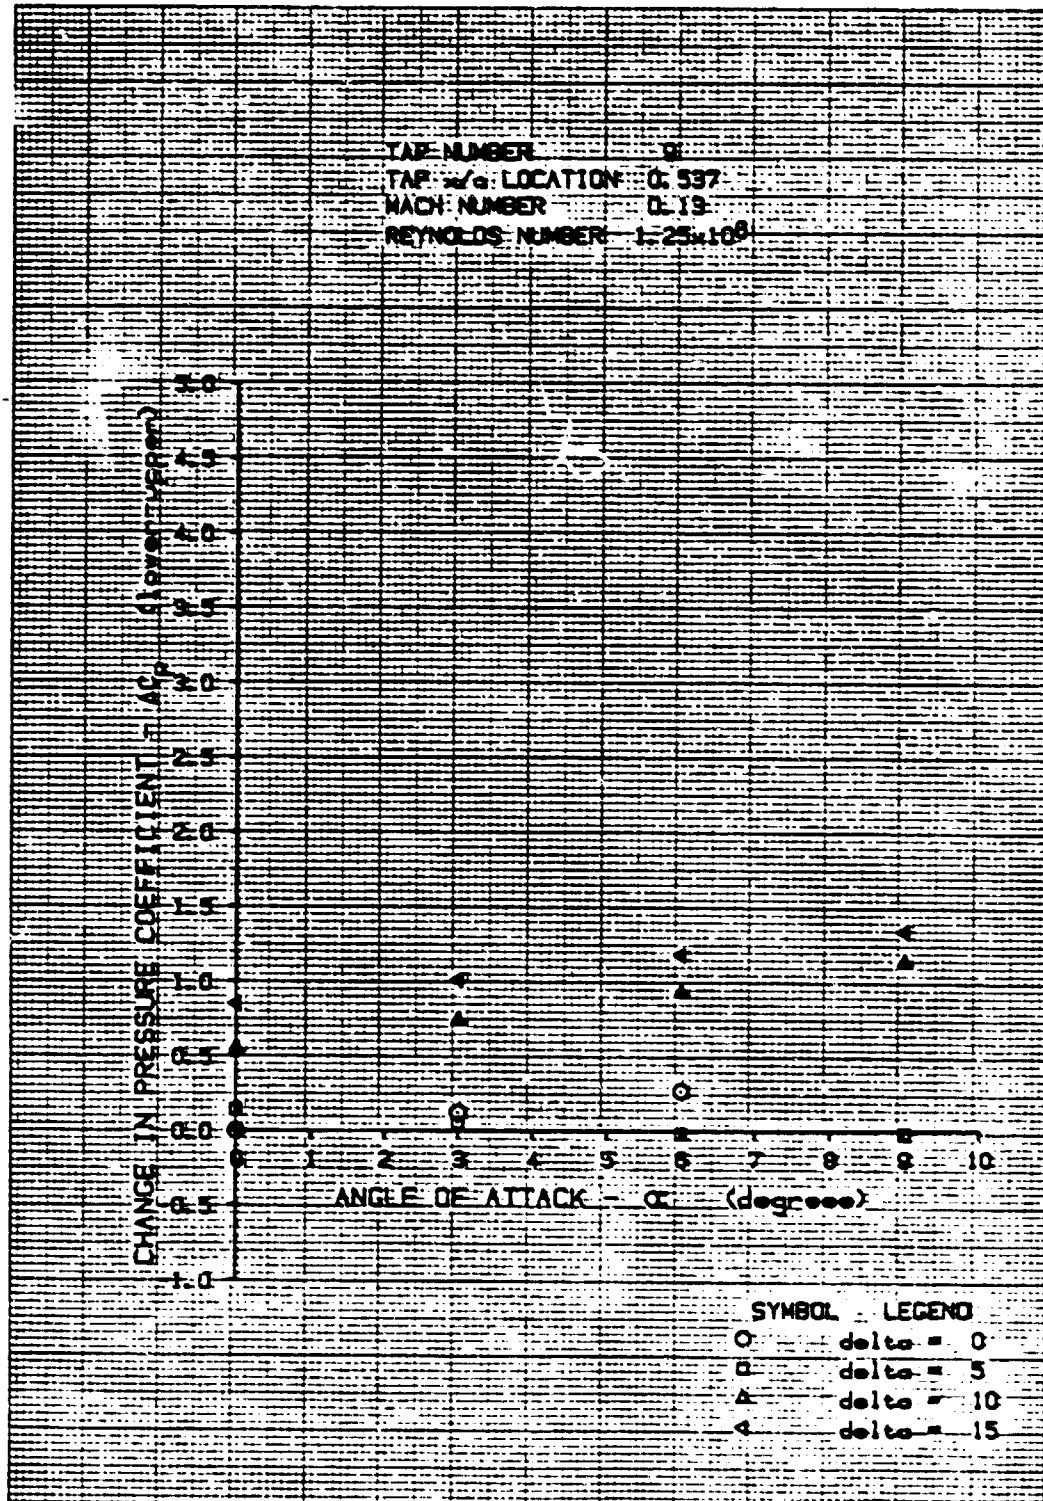 TAP NUMBER
TAP x/c LOCATION 0.537
MACH NUMBER 0.13
REYNOLDS NUMBER 1.25x10
CHANGE IN PRESSURE COEFFICIENT - ΔCp (lower-upper)
5.0
4.5
4.0
3.5
3.0
2.5
2.0
1.5
1.0
0.5
0.0
0.5
1.0
0 1 2 3 4 5 6 7 8 9 10
ANGLE OF ATTACK - α (degrees)
SYMBOL LEGEND
delta = 0
delta = 5
delta = 10
delta = 15